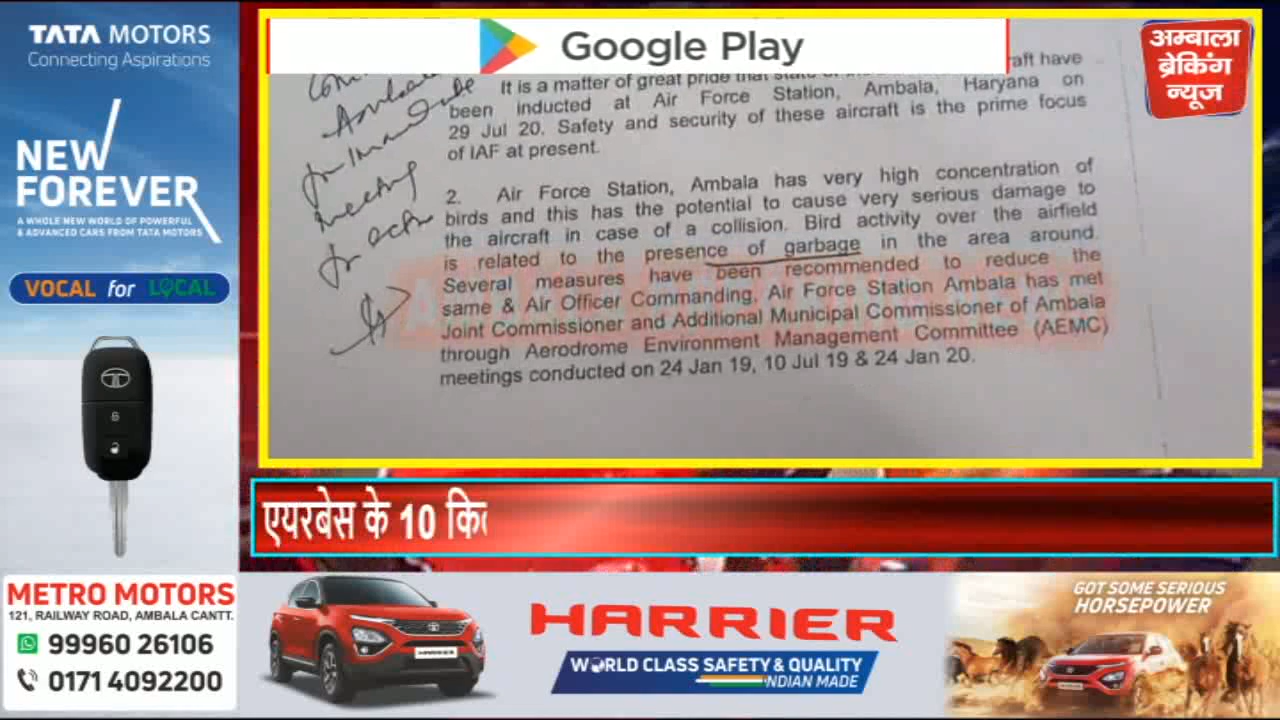 TATA MOTORS
Connecting Aspirations
NEW
FOREVER
A WHOLE NEW WORLD OF POWERFUL
& ADVANCED CARS FROM TATA MOTORS
VOCAL for LOCAL
METRO MOTORS
121, RAILWAY ROAD, AMBALA CANTT.
99960 26106
0171 4092200
Google Play
अम्बाला
ब्रेकिंग
न्यूज
It is a matter of great pride that state of
raft have
been inducted at Air Force Station, Ambala, Haryana on
29 Jul 20. Safety and security of these aircraft is the prime focus
of IAF at present.
2. Air Force Station, Ambala has very high concentration of
birds and this has the potential to cause very serious damage to
the aircraft in case of a collision. Bird activity over the airfield
is related to the presence of garbage in the area around.
Several measures have been recommended to reduce the
same & Air Officer Commanding, Air Force Station Ambala has met
Joint Commissioner and Additional Municipal Commissioner of Ambala
through Aerodrome Environment Management Committee (AEMC)
meetings conducted on 24 Jan 19, 10 Jul 19 & 24 Jan 20.
meeting
एयरबेस के 10 कि
HARRIER
WORLD CLASS SAFETY & QUALITY
INDIAN MADE
HARRIER
GOT SOME SERIOUS
HORSEPOWER